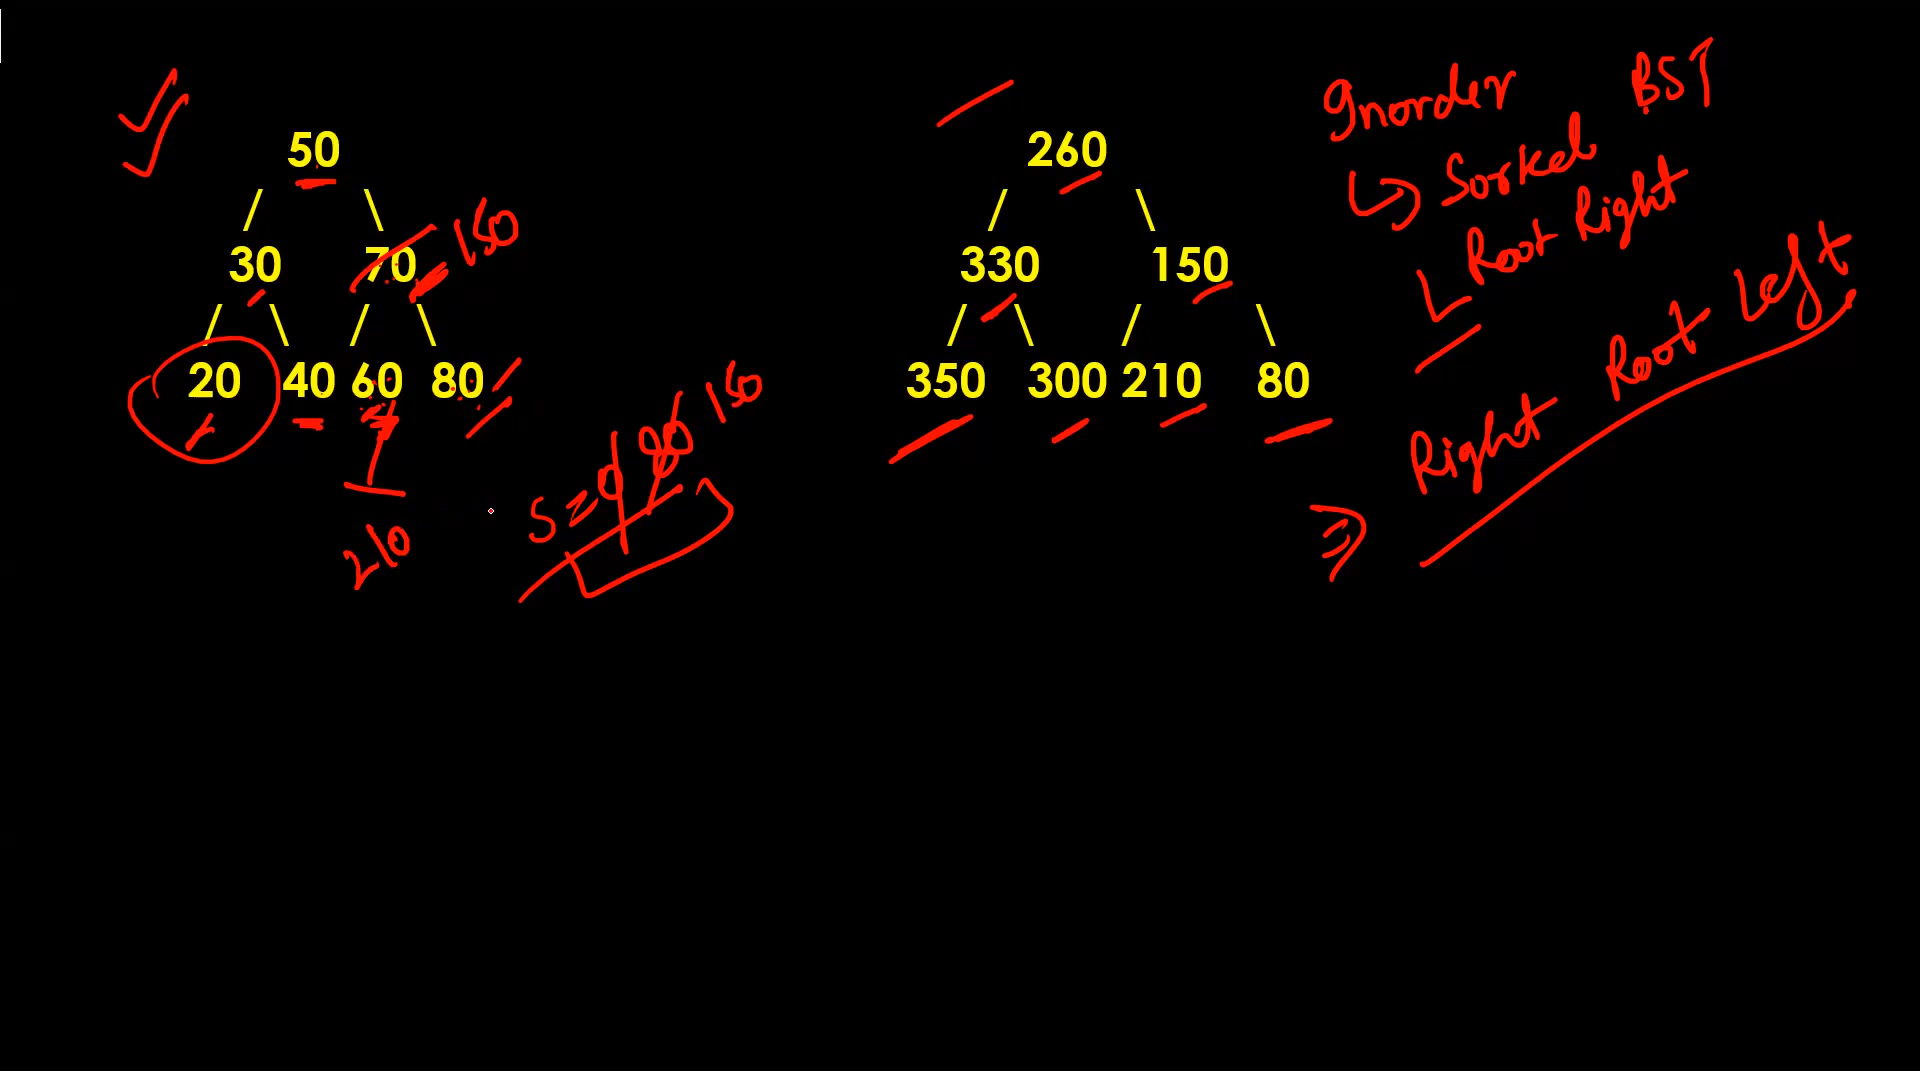 50
30 70 150
20 40 60 80
210
S = 0 80 150
260
330 150
350 300 210 80
Inorder BST
Sorted
Root Right
Right Root Left